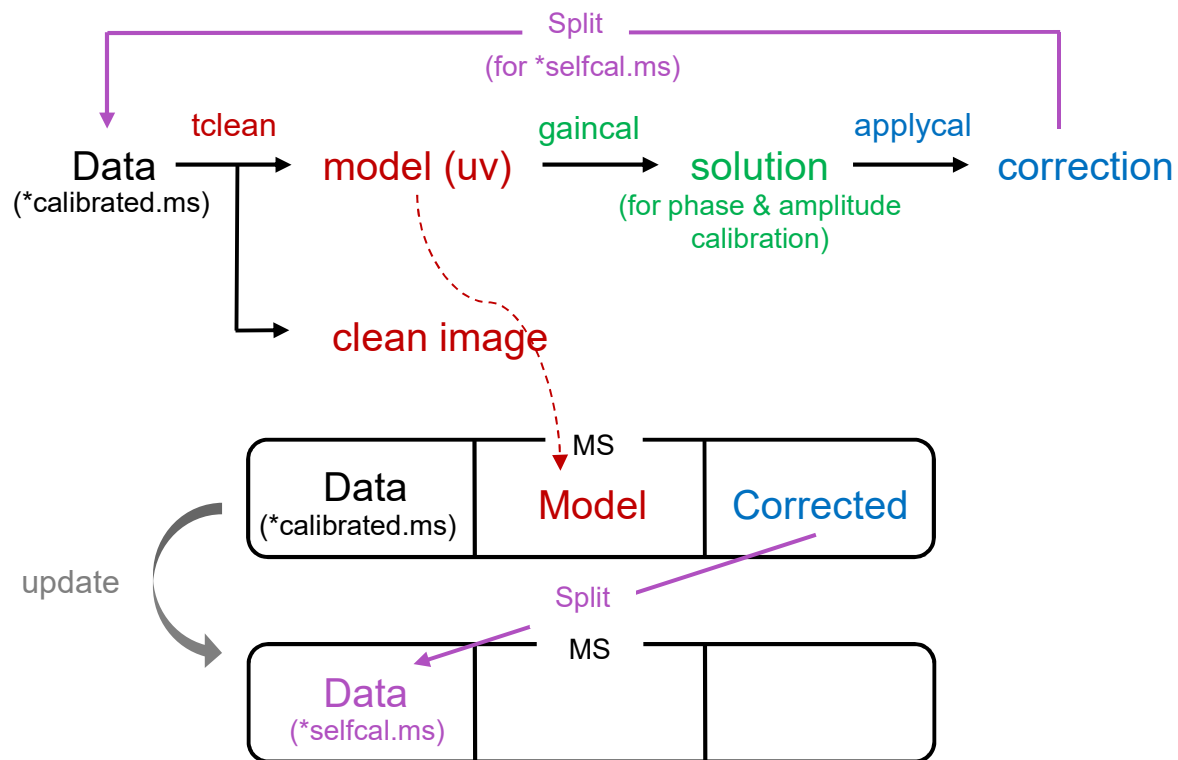 Split
(for *selfcal.ms)
tclean
gaincal
applycal
Data
model (uv)
solution
correction
(*calibrated.ms)
(for phase & amplitude
calibration)
clean image
MS
Data
Model
Corrected
(*calibrated.ms)
update
Split
MS
Data
(*selfcal.ms)